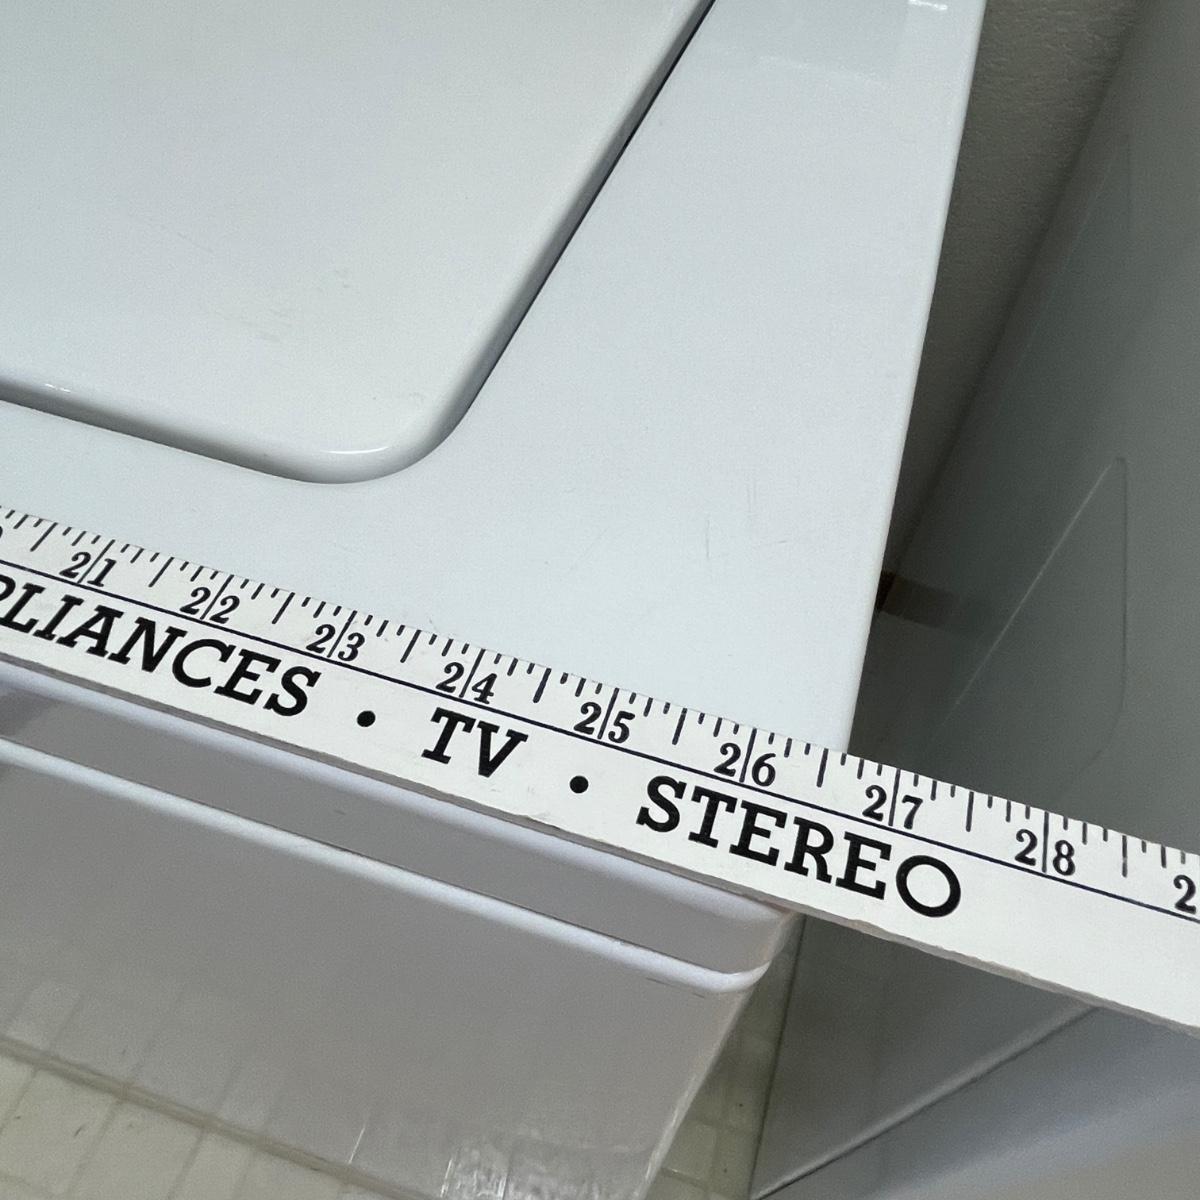 21 22 23 24 25 26 27 28
PLIANCES • TV • STEREO